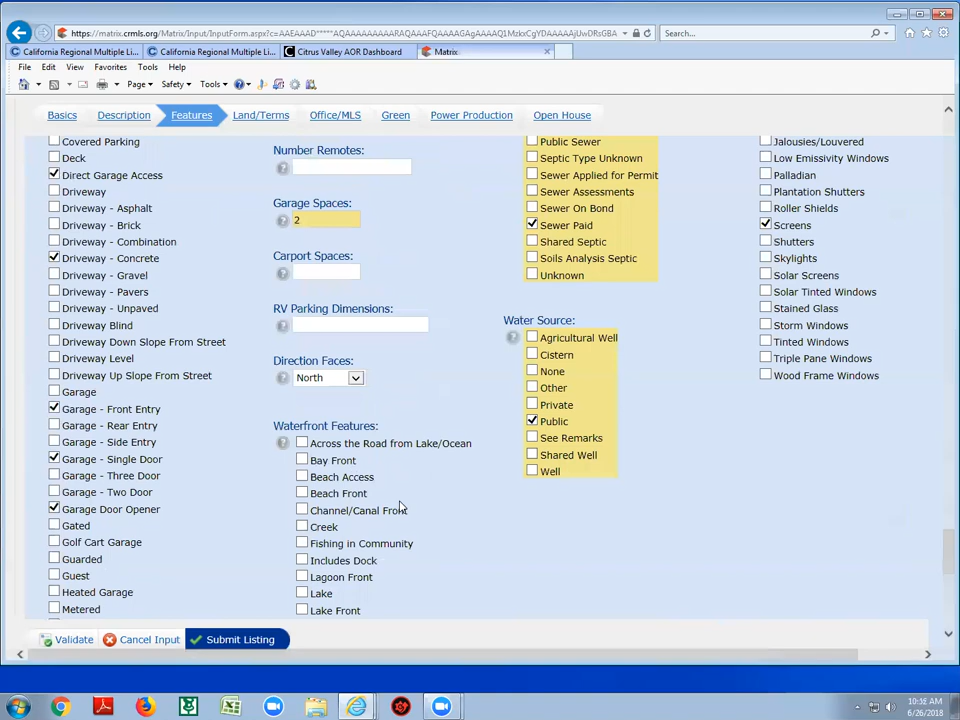 https://matrix.crmls.org/Matrix/Input/InputForm.aspx?c=
Search...
California Regional Multiple Li...
California Regional Multiple Li...
Citrus Valley AOR Dashboard
Matrix
File Edit View Favorites Tools Help
Page Safety Tools
Basics
Description
Features
Land/Terms
Office/MLS
Green
Power Production
Open House
Covered Parking
Deck
Direct Garage Access
Driveway
Driveway - Asphalt
Driveway - Brick
Driveway - Combination
Driveway - Concrete
Driveway - Gravel
Driveway - Pavers
Driveway - Unpaved
Driveway Blind
Driveway Down Slope From Street
Driveway Level
Driveway Up Slope From Street
Garage
Garage - Front Entry
Garage - Rear Entry
Garage - Side Entry
Garage - Single Door
Garage - Three Door
Garage - Two Door
Garage Door Opener
Gated
Golf Cart Garage
Guarded
Guest
Heated Garage
Metered
Number Remotes:
Garage Spaces:
2
Carport Spaces:
RV Parking Dimensions:
Direction Faces:
North
Waterfront Features:
Across the Road from Lake/Ocean
Bay Front
Beach Access
Beach Front
Channel/Canal Front
Creek
Fishing in Community
Includes Dock
Lagoon Front
Lake
Lake Front
Public Sewer
Septic Type Unknown
Sewer Applied for Permit
Sewer Assessments
Sewer On Bond
Sewer Paid
Shared Septic
Soils Analysis Septic
Unknown
Water Source:
Agricultural Well
Cistern
None
Other
Private
Public
See Remarks
Shared Well
Well
Jalousies/Louvered
Low Emissivity Windows
Palladian
Plantation Shutters
Roller Shields
Screens
Shutters
Skylights
Solar Screens
Solar Tinted Windows
Stained Glass
Storm Windows
Tinted Windows
Triple Pane Windows
Wood Frame Windows
Validate
Cancel Input
Submit Listing
6/26/2018